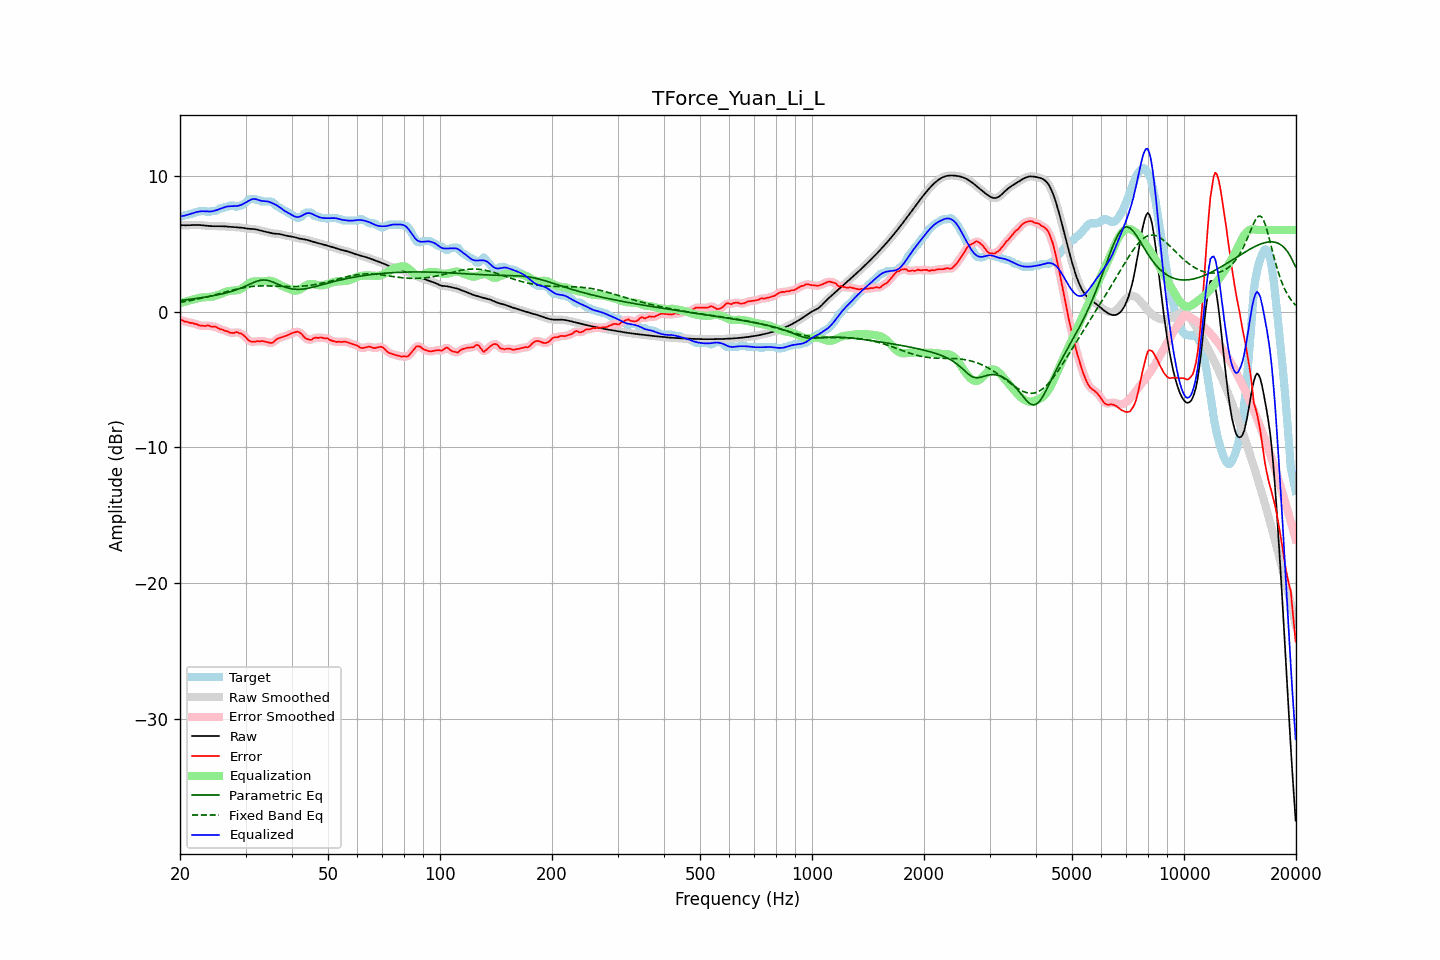 TForce_Yuan_Li_L
Amplitude (dBr)
10
0
−10
−20
−30
Target
Raw Smoothed
Error Smoothed
Raw
Error
Equalization
Parametric Eq
Fixed Band Eq
Equalized
20
50
100
200
500
1000
2000
5000
10000
20000
Frequency (Hz)